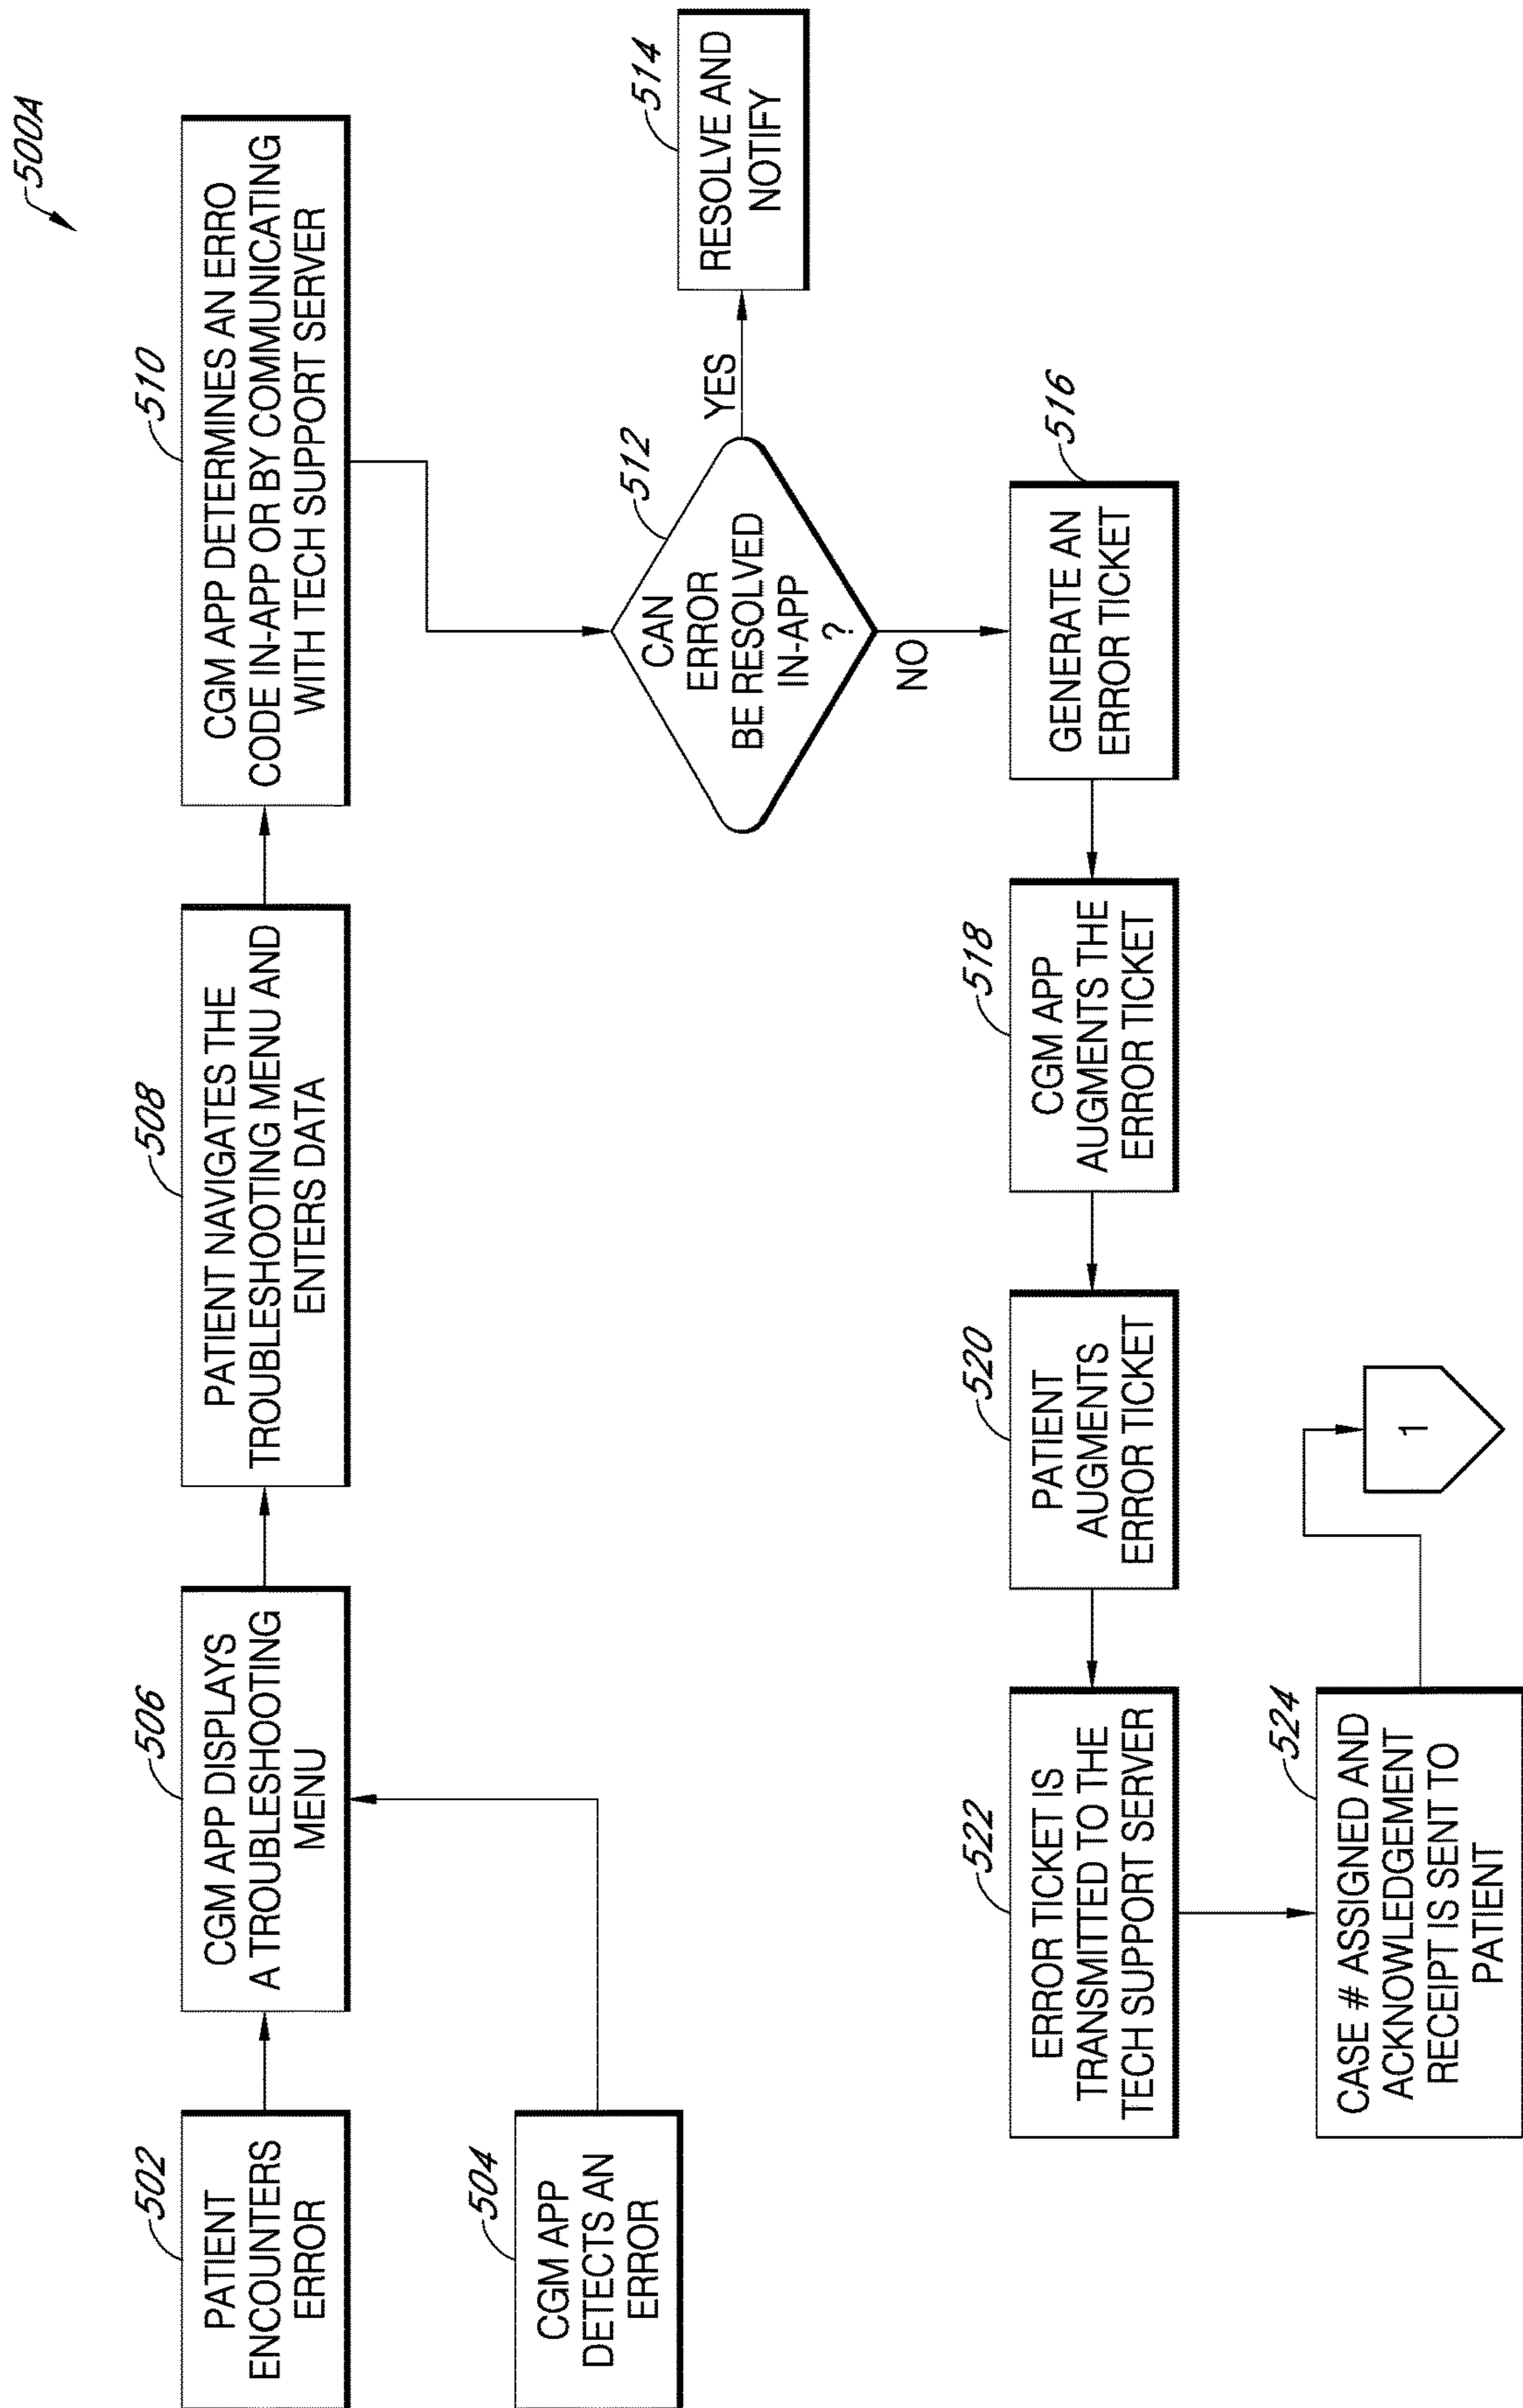 500A
502
PATIENT
ENCOUNTERS
ERROR
504
CGM APP
DETECTS AN
ERROR
506
CGM APP DISPLAYS
A TROUBLESHOOTING
MENU
508
PATIENT NAVIGATES THE
TROUBLESHOOTING MENU AND
ENTERS DATA
510
CGM APP DETERMINES AN ERRO
CODE IN-APP OR BY COMMUNICATING
WITH TECH SUPPORT SERVER
512
CAN
ERROR
BE RESOLVED
IN-APP
?
YES
514
RESOLVE AND
NOTIFY
NO
516
GENERATE AN
ERROR TICKET
518
CGM APP
AUGMENTS THE
ERROR TICKET
520
PATIENT
AUGMENTS
ERROR TICKET
522
ERROR TICKET IS
TRANSMITTED TO THE
TECH SUPPORT SERVER
524
CASE # ASSIGNED AND
ACKNOWLEDGEMENT
RECEIPT IS SENT TO
PATIENT
1